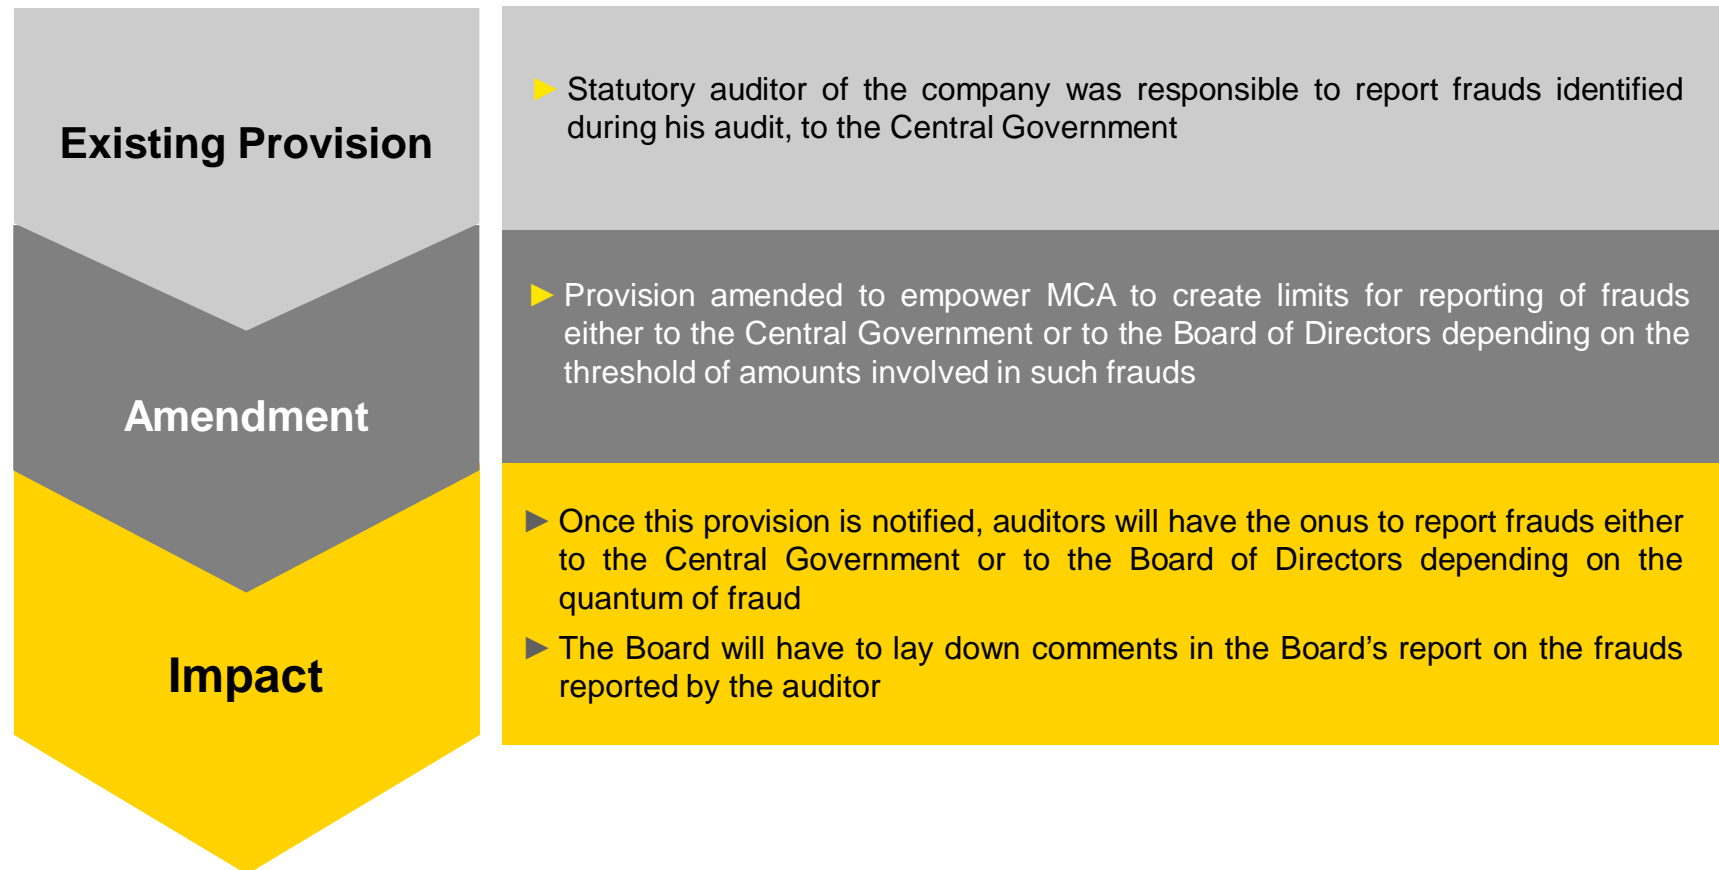 Existing Provision
► Statutory auditor of the company was responsible to report frauds identified
during his audit, to the Central Government
Amendment
► Provision amended to empower MCA to create limits for reporting of frauds
either to the Central Government or to the Board of Directors depending on the
threshold of amounts involved in such frauds
Impact
► Once this provision is notified, auditors will have the onus to report frauds either
to the Central Government or to the Board of Directors depending on the
quantum of fraud
► The Board will have to lay down comments in the Board’s report on the frauds
reported by the auditor